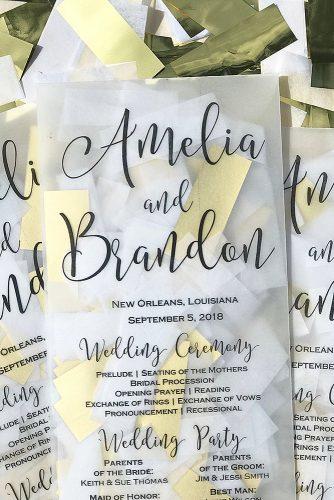 Amelia
and
Brandon
New Orleans, Louisiana
September 5, 2018
Wedding Ceremony
Prelude | Seating of the Mothers
Bridal Procession
Opening Prayer | Reading
Exchange of Rings | Exchange of Vows
Pronouncement | Recessional
Wedding Party
Parents
of the Bride:
Keith & Sue Thomas
Maid of Honor:
Parents
of the Groom:
Jim & Jessi Smith
Best Man: